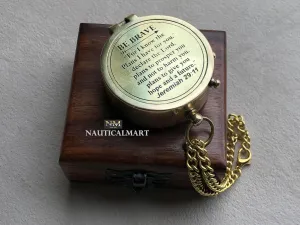 BE BRAVE
"For I know the
Plans I have for you,
declare the Lord,
plans to prosper you
and not to harm you,
plans to give you
hope and a future."
Jeremiah 29:11
NM
NAUTICALMART